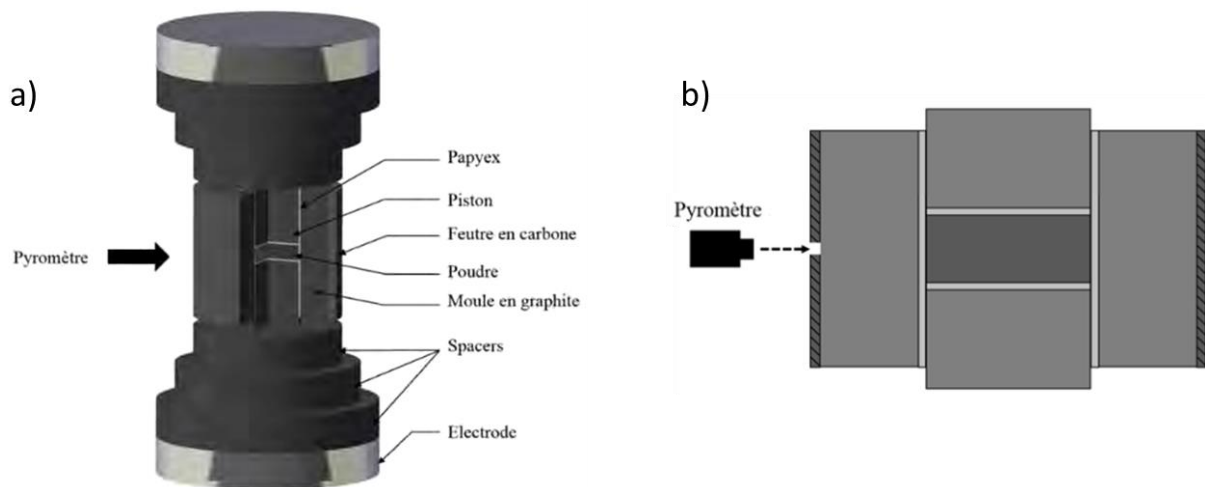 a)
Papyex
Piston
Feutre en carbone
Pyromètre
Poudre
Moule en graphite
Spacers
Electrode
b)
Pyromètre